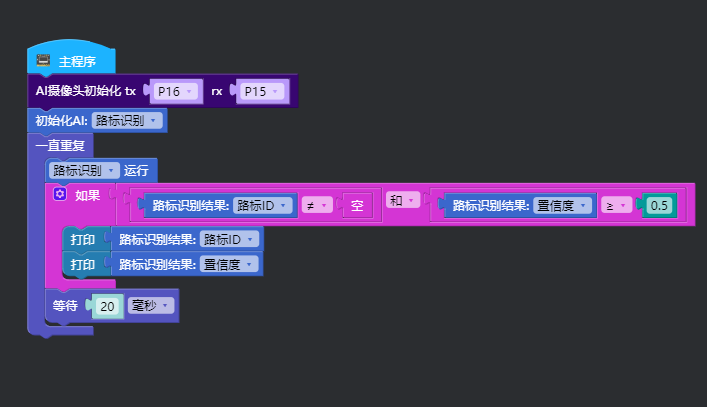 主程序
AI摄像头初始化 tx P16 rx P15
初始化AI: 路标识别
一直重复
路标识别 运行
如果 路标识别结果: 路标ID ≠ 空 和 路标识别结果: 置信度 ≥ 0.5
打印 路标识别结果: 路标ID
打印 路标识别结果: 置信度
等待 20 毫秒